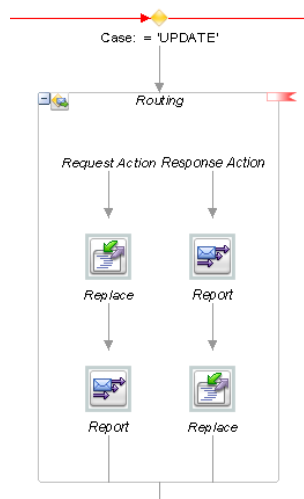 Case: = 'UPDATE'
Routing
Request Action Response Action
Replace Report
Report Replace